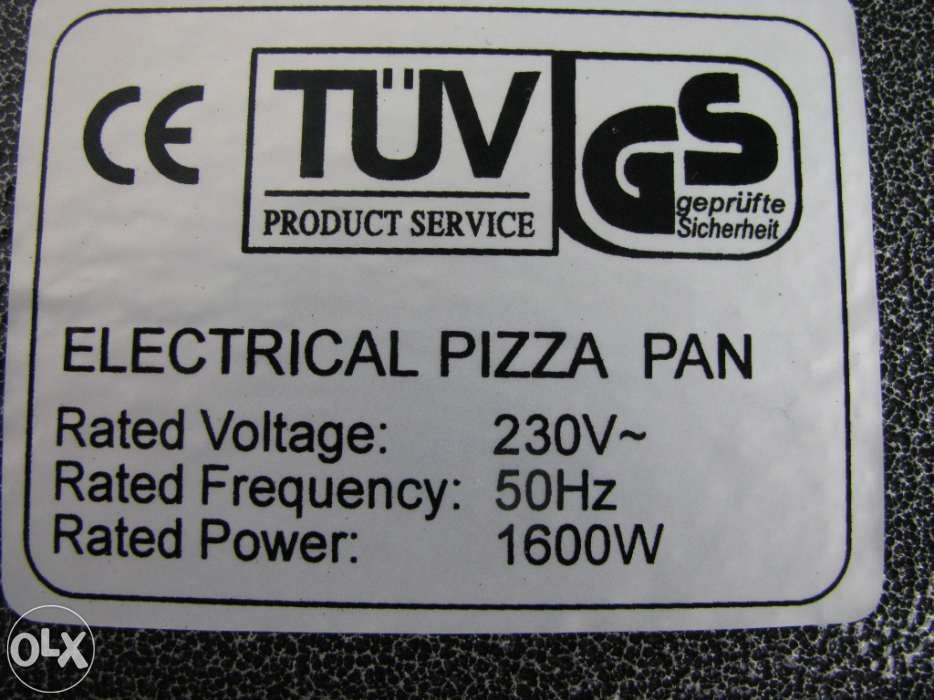 CE
TÜV
PRODUCT SERVICE
GS
geprüfte
Sicherheit
ELECTRICAL PIZZA PAN
Rated Voltage: 230V~
Rated Frequency: 50Hz
Rated Power: 1600W
OLX